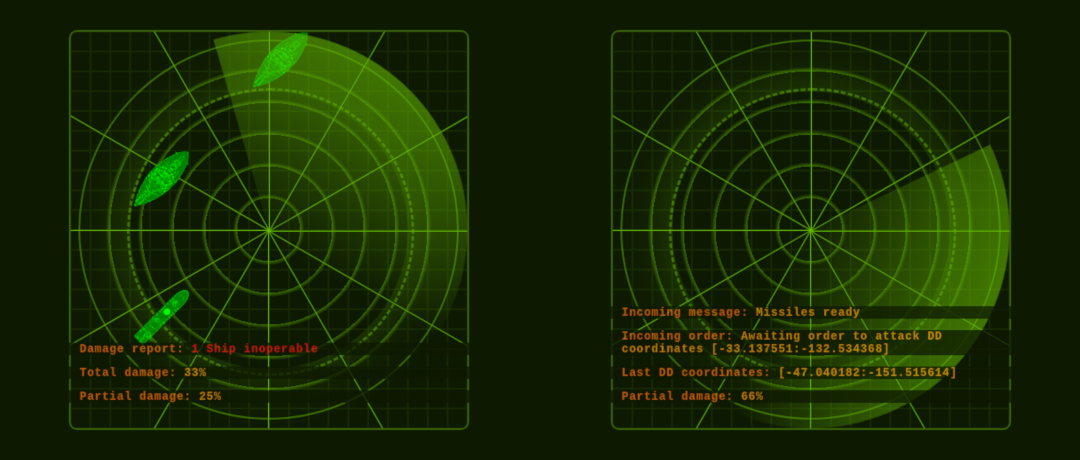 Damage report: 1 Ship inoperable
Total damage: 33%
Partial damage: 25%
Incoming message: Missiles ready
Incoming order: Awaiting order to attack DD
coordinates [-33.137551:-132.534368]
Last DD coordinates: [-47.040182:-151.515614]
Partial damage: 66%